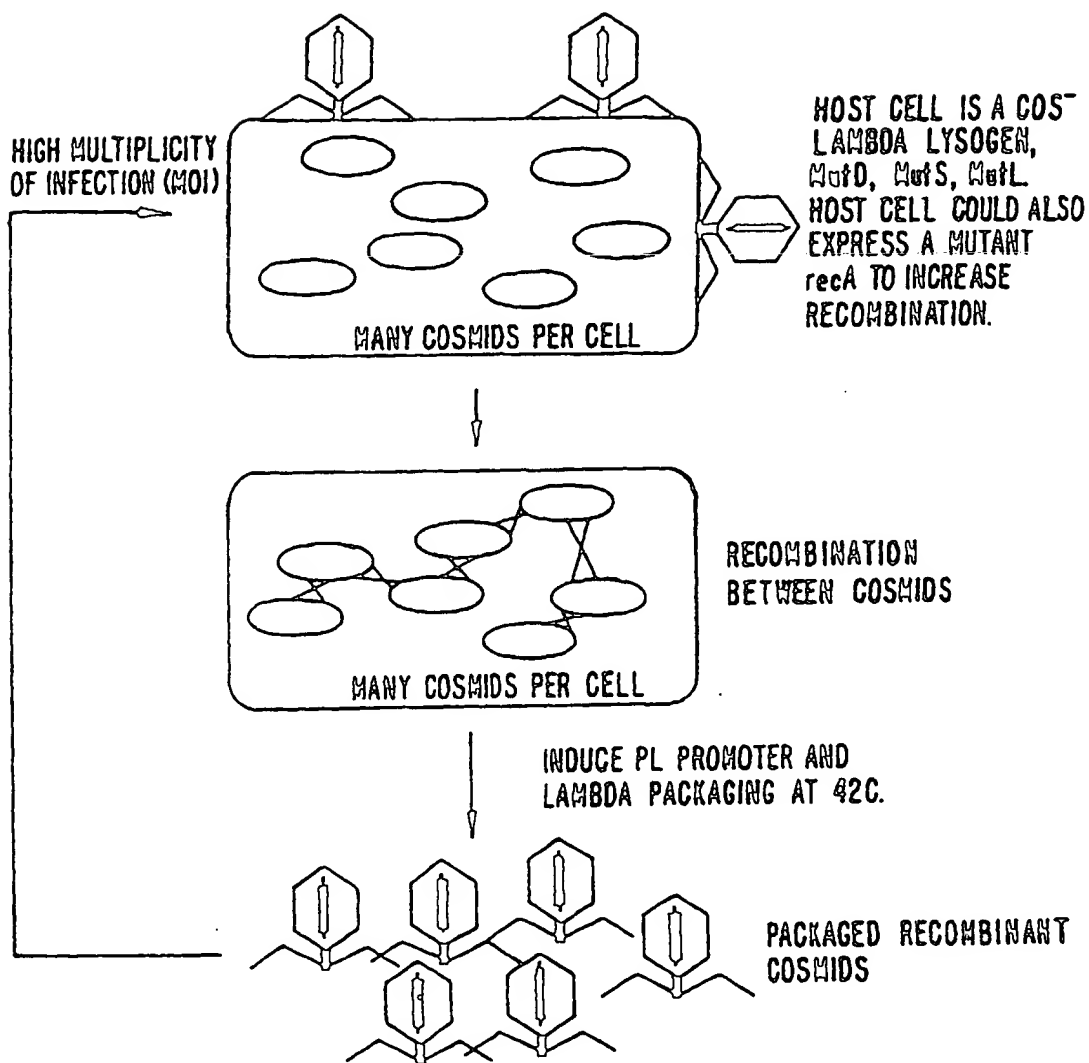 HIGH MULTIPLICITY
OF INFECTION (MOI)
HOST CELL IS A COS⁻
LAMBDA LYSOGEN,
MutD, MutS, MutL.
HOST CELL COULD ALSO
EXPRESS A MUTANT
recA TO INCREASE
RECOMBINATION.
MANY COSMIDS PER CELL
RECOMBINATION
BETWEEN COSMIDS
MANY COSMIDS PER CELL
INDUCE PL PROMOTER AND
LAMBDA PACKAGING AT 42C.
PACKAGED RECOMBINANT
COSMIDS